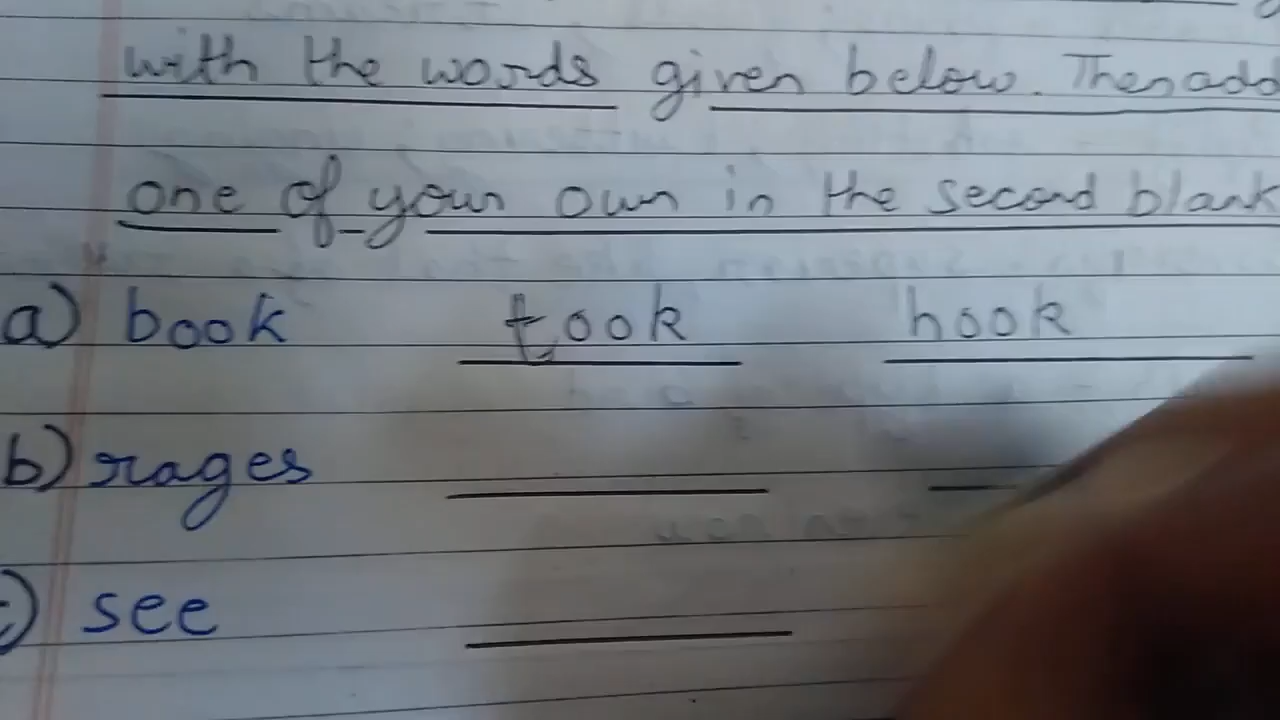 with the words given below. Then add
one of your own in the second blank
a) book took hook
b) rages
c) see